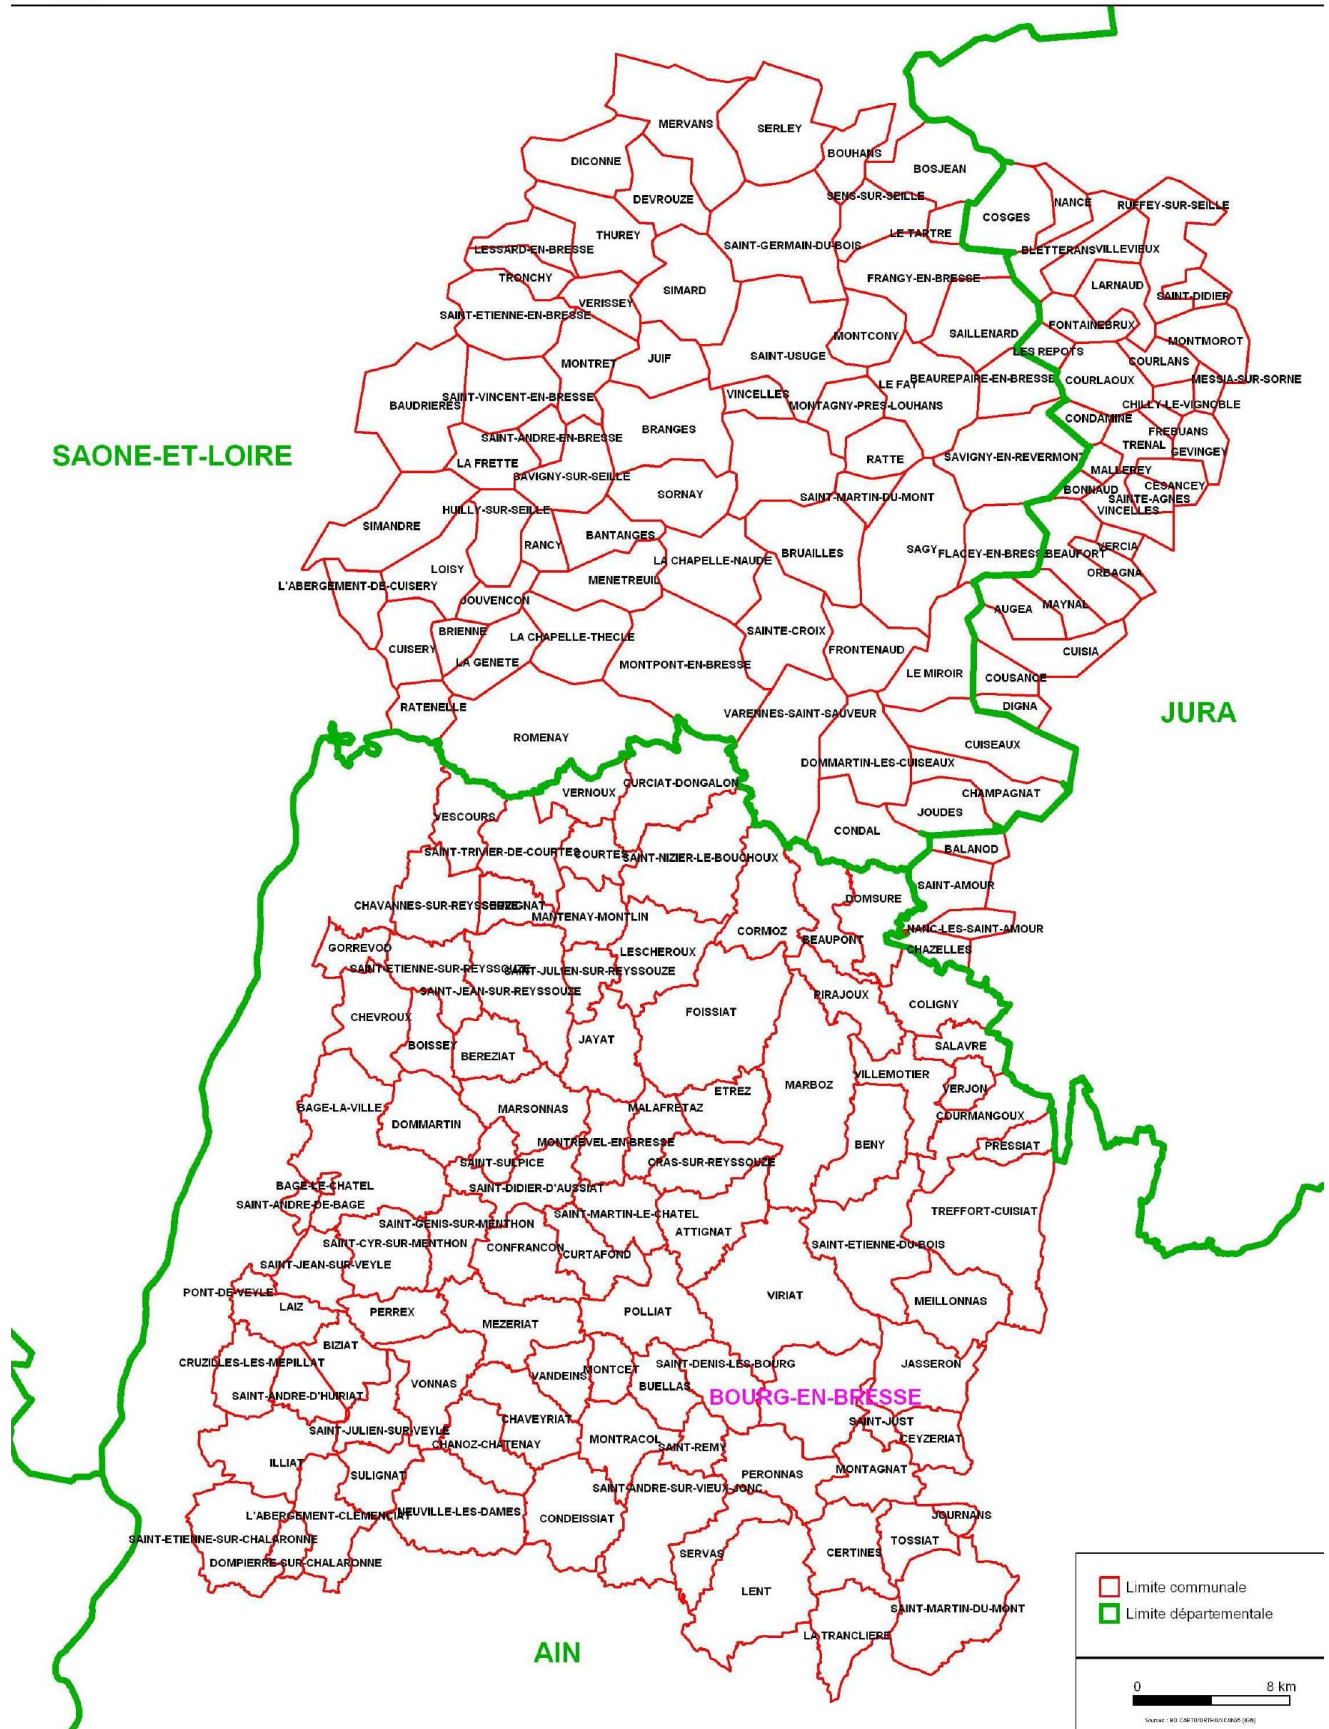 MERVANS
SERLEY
BOUHANS
DICONNE
BOSJEAN
DEVROUZE
SENS-SUR-SEILLE
NANCE
RUFFEY-SUR-SEILLE
COSGES
THUREY
LE TARTRE
LESSARD-EN-BRESSE
SAINT-GERMAIN-DU-BOIS
BLETTERANS
VILLEVIEUX
TRONCHY
FRANGY-EN-BRESSE
SIMARD
LARNAUD
SAINT-DIDIER
VERISSEY
SAINT-ETIENNE-EN-BRESSE
FONTAINEBRUX
MONTCONY
SAILLENARD
MONTMOROT
LES REPOTS
JUIF
SAINT-USUGE
MONTRET
COURLANS
LE FAY
BEAUREPAIRE-EN-BRESSE
COURLAOUX
MESSIA-SUR-SORNE
VINCELLES
SAINT-VINCENT-EN-BRESSE
BAUDRIERES
MONTAGNY-PRES-LOUHANS
CHILLY-LE-VIGNOBLE
CONDAMINE
BRANGES
FREBUANS
SAINT-ANDRE-EN-BRESSE
TRENAL
GEVINGEY
SAONE-ET-LOIRE
LA FRETTE
RATTE
SAVIGNY-EN-REVERMONT
MALLEREY
SAVIGNY-SUR-SEILLE
CESANCEY
BONNAUD
SORNAY
SAINT-MARTIN-DU-MONT
SAINTE-AGNES
HUILLY-SUR-SEILLE
VINCELLES
SIMANDRE
BANTANGES
RANCY
VERCIA
BRUAILLES
SAGY
FLACEY-EN-BRESSE
BEAUFORT
LA CHAPELLE-NAUDE
LOISY
ORBAGNA
L'ABERGEMENT-DE-CUISERY
MENETREUIL
JOUVENCON
MAYNAL
AUGEA
BRIENNE
LA CHAPELLE-THECLE
SAINTE-CROIX
CUISERY
FRONTENAUD
CUISIA
LA GENETE
MONTPONT-EN-BRESSE
LE MIROIR
COUSANCE
RATENELLE
DIGNA
VARENNES-SAINT-SAUVEUR
JURA
ROMENAY
CUISEAUX
DOMMARTIN-LES-CUISEAUX
CURCIAT-DONGALON
VERNOUX
CHAMPAGNAT
JOUDES
VESCOURS
CONDAL
BALANOD
SAINT-TRIVIER-DE-COURTES
COURTES
SAINT-NIZIER-LE-BOUCHOUX
SAINT-AMOUR
DOMSURE
CHAVANNES-SUR-REYSSOUZE
MANTENAY-MONTLIN
NANC-LES-SAINT-AMOUR
CORMOZ
BEAUPONT
GORREVOD
LESCHEROUX
CHAZELLES
SAINT-ETIENNE-SUR-REYSSOUZE
SAINT-JULIEN-SUR-REYSSOUZE
SAINT-JEAN-SUR-REYSSOUZE
PIRAJOUX
COLIGNY
FOISSIAT
CHEVROUX
JAYAT
BOISSEY
SALAVRE
BEREZIAT
VILLEMOTIER
MARBOZ
VERJON
ETREZ
BAGE-LA-VILLE
MARSONNAS
MALAFRETAZ
COURMANGOUX
DOMMARTIN
MONTREVEL-EN-BRESSE
BENY
PRESSIAT
SAINT-SULPICE
CRAS-SUR-REYSSOUZE
BAGE-LE-CHATEL
SAINT-DIDIER-D'AUSSIAT
SAINT-ANDRE-DE-BAGE
SAINT-MARTIN-LE-CHATEL
TREFFORT-CUISIAT
SAINT-GENIS-SUR-MENTHON
ATTIGNAT
SAINT-CYR-SUR-MENTHON
CONFRANCON
SAINT-ETIENNE-DU-BOIS
CURTAFOND
SAINT-JEAN-SUR-VEYLE
PONT-DE-VEYLE
VIRIAT
MEILLONNAS
LAIZ
PERREX
POLLIAT
MEZERIAT
BIZIAT
CRUZILLES-LES-MEPILLAT
SAINT-DENIS-LES-BOURG
JASSERON
MONTCET
VANDEINS
VONNAS
BUELLAS
SAINT-ANDRE-D'HUIRIAT
BOURG-EN-BRESSE
CHAVEYRIAT
SAINT-JUST
SAINT-JULIEN-SUR-VEYLE
CEYZERIAT
CHANOZ-CHATENAY
MONTRACOL
SAINT-REMY
ILLIAT
MONTAGNAT
SULIGNAT
PERONNAS
SAINT-ANDRE-SUR-VIEUX-JONC
NEUVILLE-LES-DAMES
L'ABERGEMENT-CLEMENCIAT
JOURNANS
CONDEISSIAT
SAINT-ETIENNE-SUR-CHALARONNE
TOSSIAT
CERTINES
SERVAS
DOMPIERRE-SUR-CHALARONNE
LENT
SAINT-MARTIN-DU-MONT
LA TRANCLIERE
AIN
Limite communale
Limite départementale
0 8 km